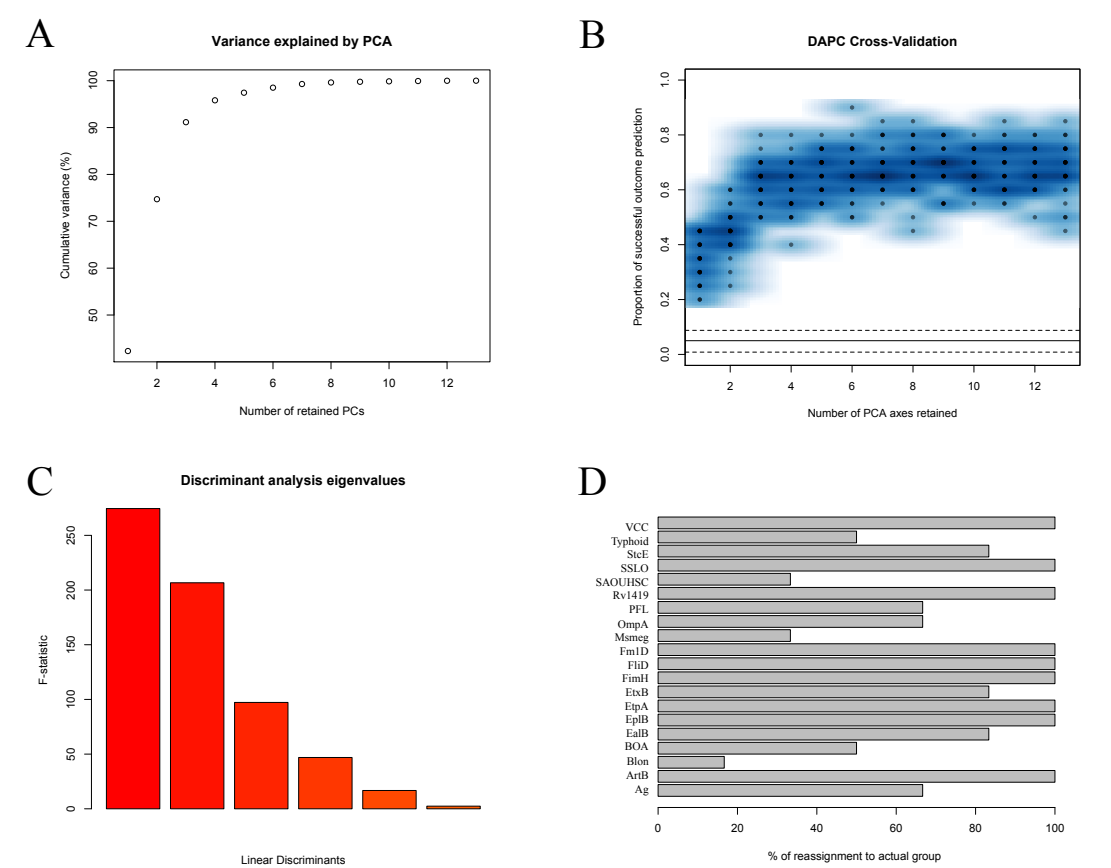 A
Variance explained by PCA
Cumulative variance (%)
50 60 70 80 90 100
2 4 6 8 10 12
Number of retained PCs
B
DAPC Cross-Validation
Proportion of successful outcome prediction
0.0 0.2 0.4 0.6 0.8 1.0
2 4 6 8 10 12
Number of PCA axes retained
C
Discriminant analysis eigenvalues
F-statistic
0 50 100 150 200 250
Linear Discriminants
D
VCC
Typhoid
StcE
SSLO
SAOUHSC
Rv1419
PFL
OmpA
Msmeg
Fm1D
FliD
FimH
EtxB
EtpA
EplB
EalB
BOA
Blon
ArtB
Ag
0 20 40 60 80 100
% of reassignment to actual group